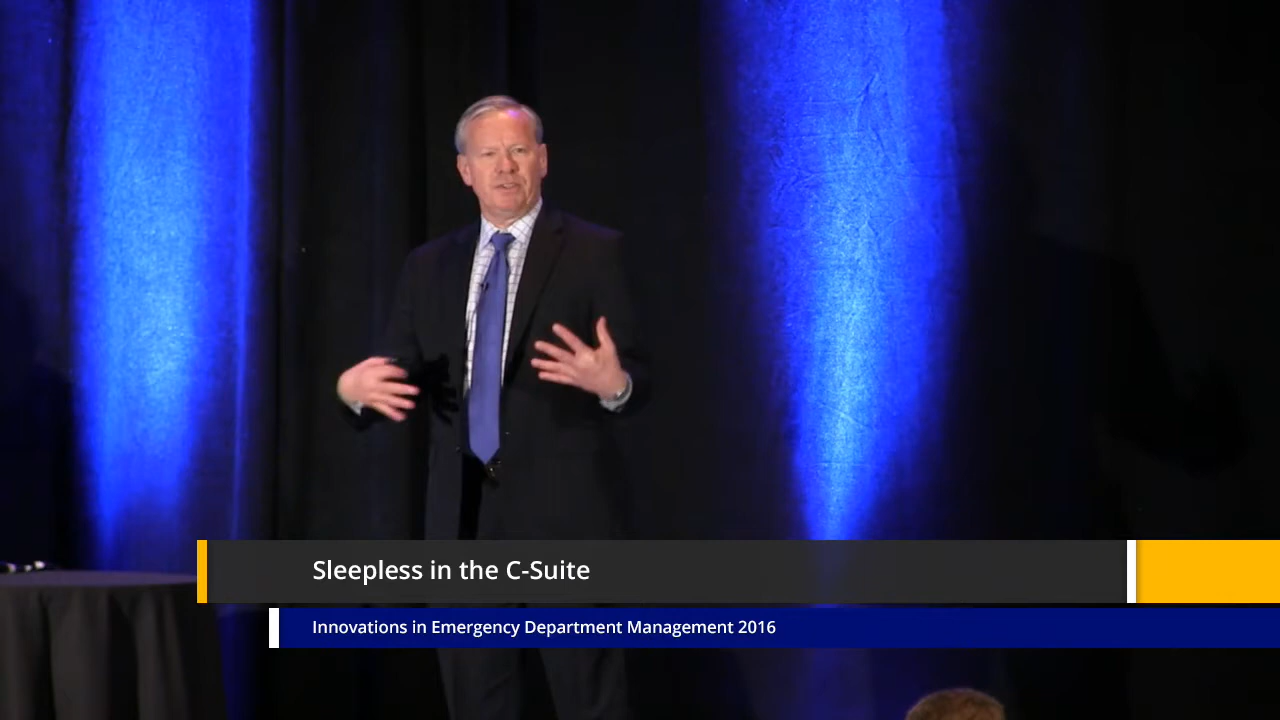 Sleepless in the C-Suite
Innovations in Emergency Department Management 2016